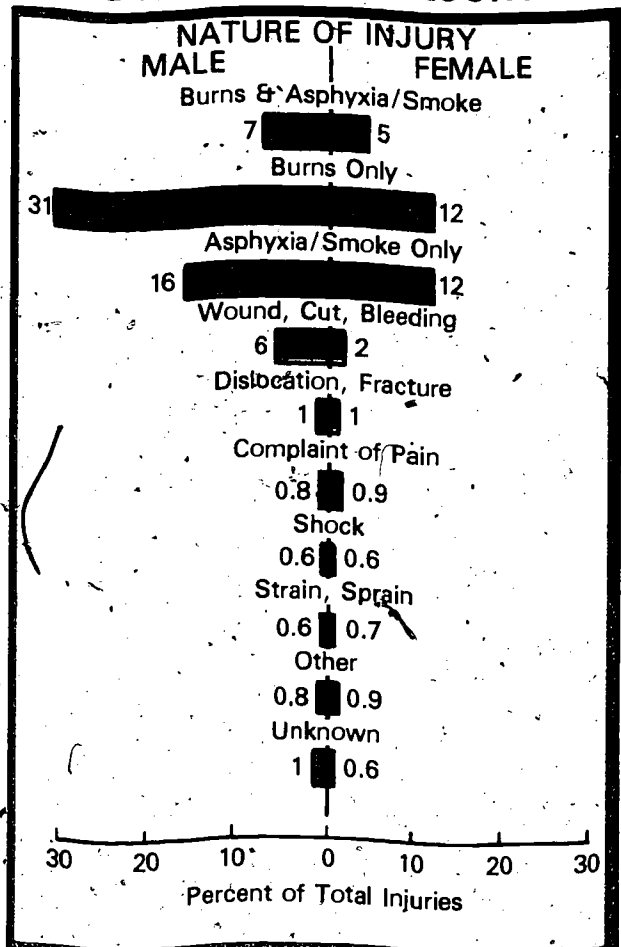 NATURE OF INJURY
MALE FEMALE
Burns & Asphyxia/Smoke
7 5
Burns Only
31 12
Asphyxia/Smoke Only
16 12
Wound, Cut, Bleeding
6 2
Dislocation, Fracture
1 1
Complaint of Pain
0.8 0.9
Shock
0.6 0.6
Strain, Sprain
0.6 0.7
Other
0.8 0.9
Unknown
1 0.6
30 20 10 0 10 20 30
Percent of Total Injuries